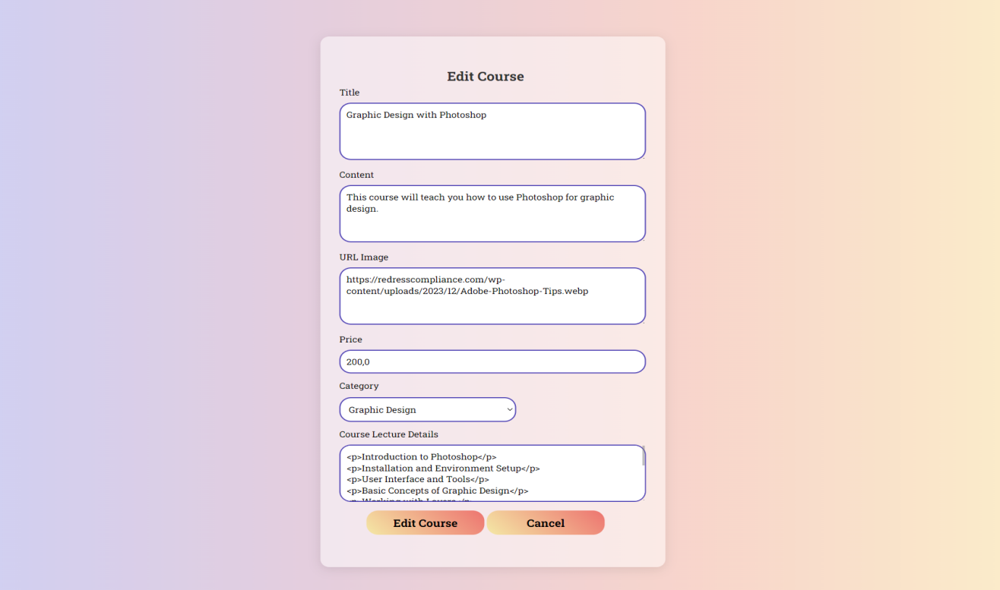 Edit Course
Title
Graphic Design with Photoshop
Content
This course will teach you how to use Photoshop for graphic
design.
URL Image
https://redresscompliance.com/wp-
content/uploads/2023/12/Adobe-Photoshop-Tips.webp
Price
200,0
Category
Graphic Design
Course Lecture Details
<p>Introduction to Photoshop</p>
<p>Installation and Environment Setup</p>
<p>User Interface and Tools</p>
<p>Basic Concepts of Graphic Design</p>
<p>Working with Layers</p>
Edit Course Cancel